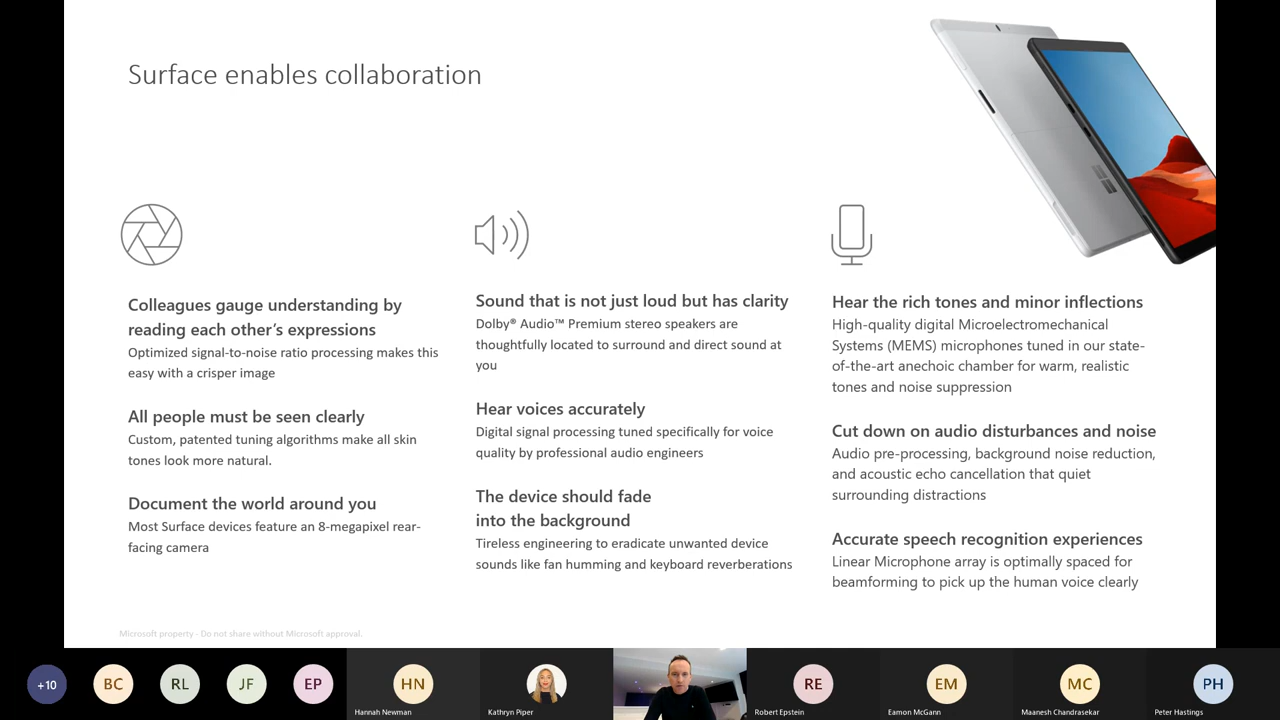 Surface enables collaboration
Colleagues gauge understanding by
reading each other’s expressions
Optimized signal-to-noise ratio processing makes this
easy with a crisper image
All people must be seen clearly
Custom, patented tuning algorithms make all skin
tones look more natural.
Document the world around you
Most Surface devices feature an 8-megapixel rear-
facing camera
Sound that is not just loud but has clarity
Dolby® Audio™ Premium stereo speakers are
thoughtfully located to surround and direct sound at
you
Hear voices accurately
Digital signal processing tuned specifically for voice
quality by professional audio engineers
The device should fade
into the background
Tireless engineering to eradicate unwanted device
sounds like fan humming and keyboard reverberations
Hear the rich tones and minor inflections
High-quality digital Microelectromechanical
Systems (MEMS) microphones tuned in our state-
of-the-art anechoic chamber for warm, realistic
tones and noise suppression
Cut down on audio disturbances and noise
Audio pre-processing, background noise reduction,
and acoustic echo cancellation that quiet
surrounding distractions
Accurate speech recognition experiences
Linear Microphone array is optimally spaced for
beamforming to pick up the human voice clearly
Microsoft property - Do not share without Microsoft approval.
+10
BC
RL
JF
EP
HN
Hannah Newman
Kathryn Piper
RE
Robert Epstein
EM
Eamon McGann
MC
Maanesh Chandrasekar
PH
Peter Hastings